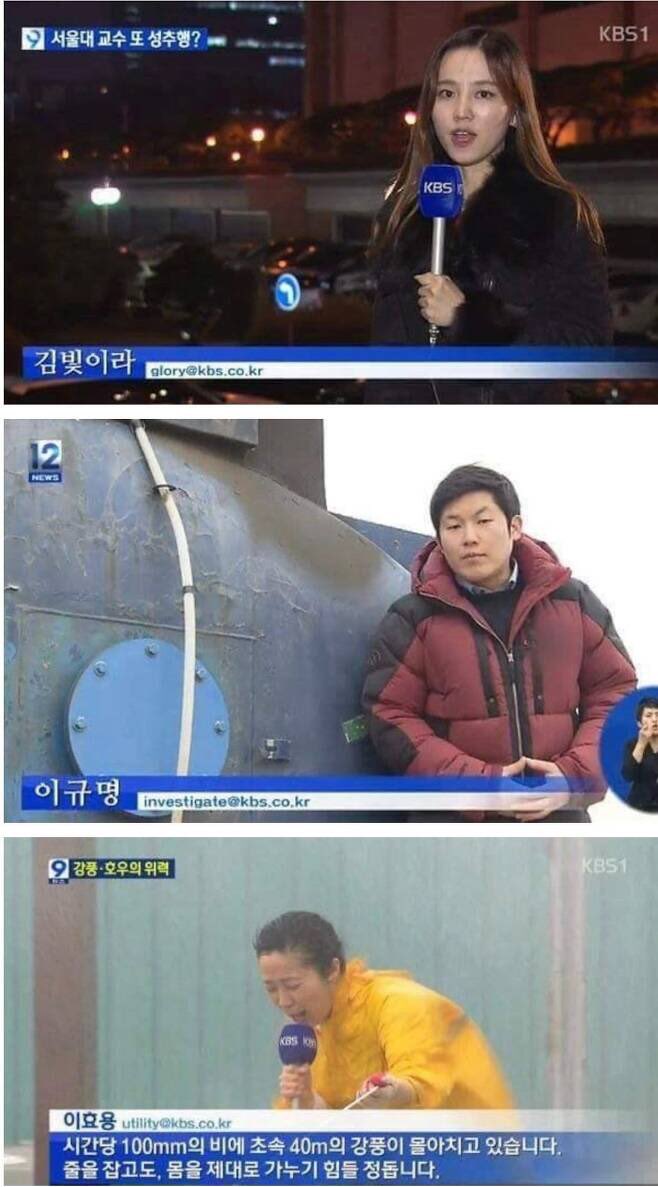 9 서울대 교수 또 성추행?
KBS1
KBS
김빛이라 glory@kbs.co.kr
12
NEWS
이규명 investigate@kbs.co.kr
9 강풍·호우의 위력
뉴스
KBS1
KBS KBS
이효용 utility@kbs.co.kr
시간당 100mm의 비에 초속 40m의 강풍이 몰아치고 있습니다.
줄을 잡고도, 몸을 제대로 가누기 힘들 정돕니다.